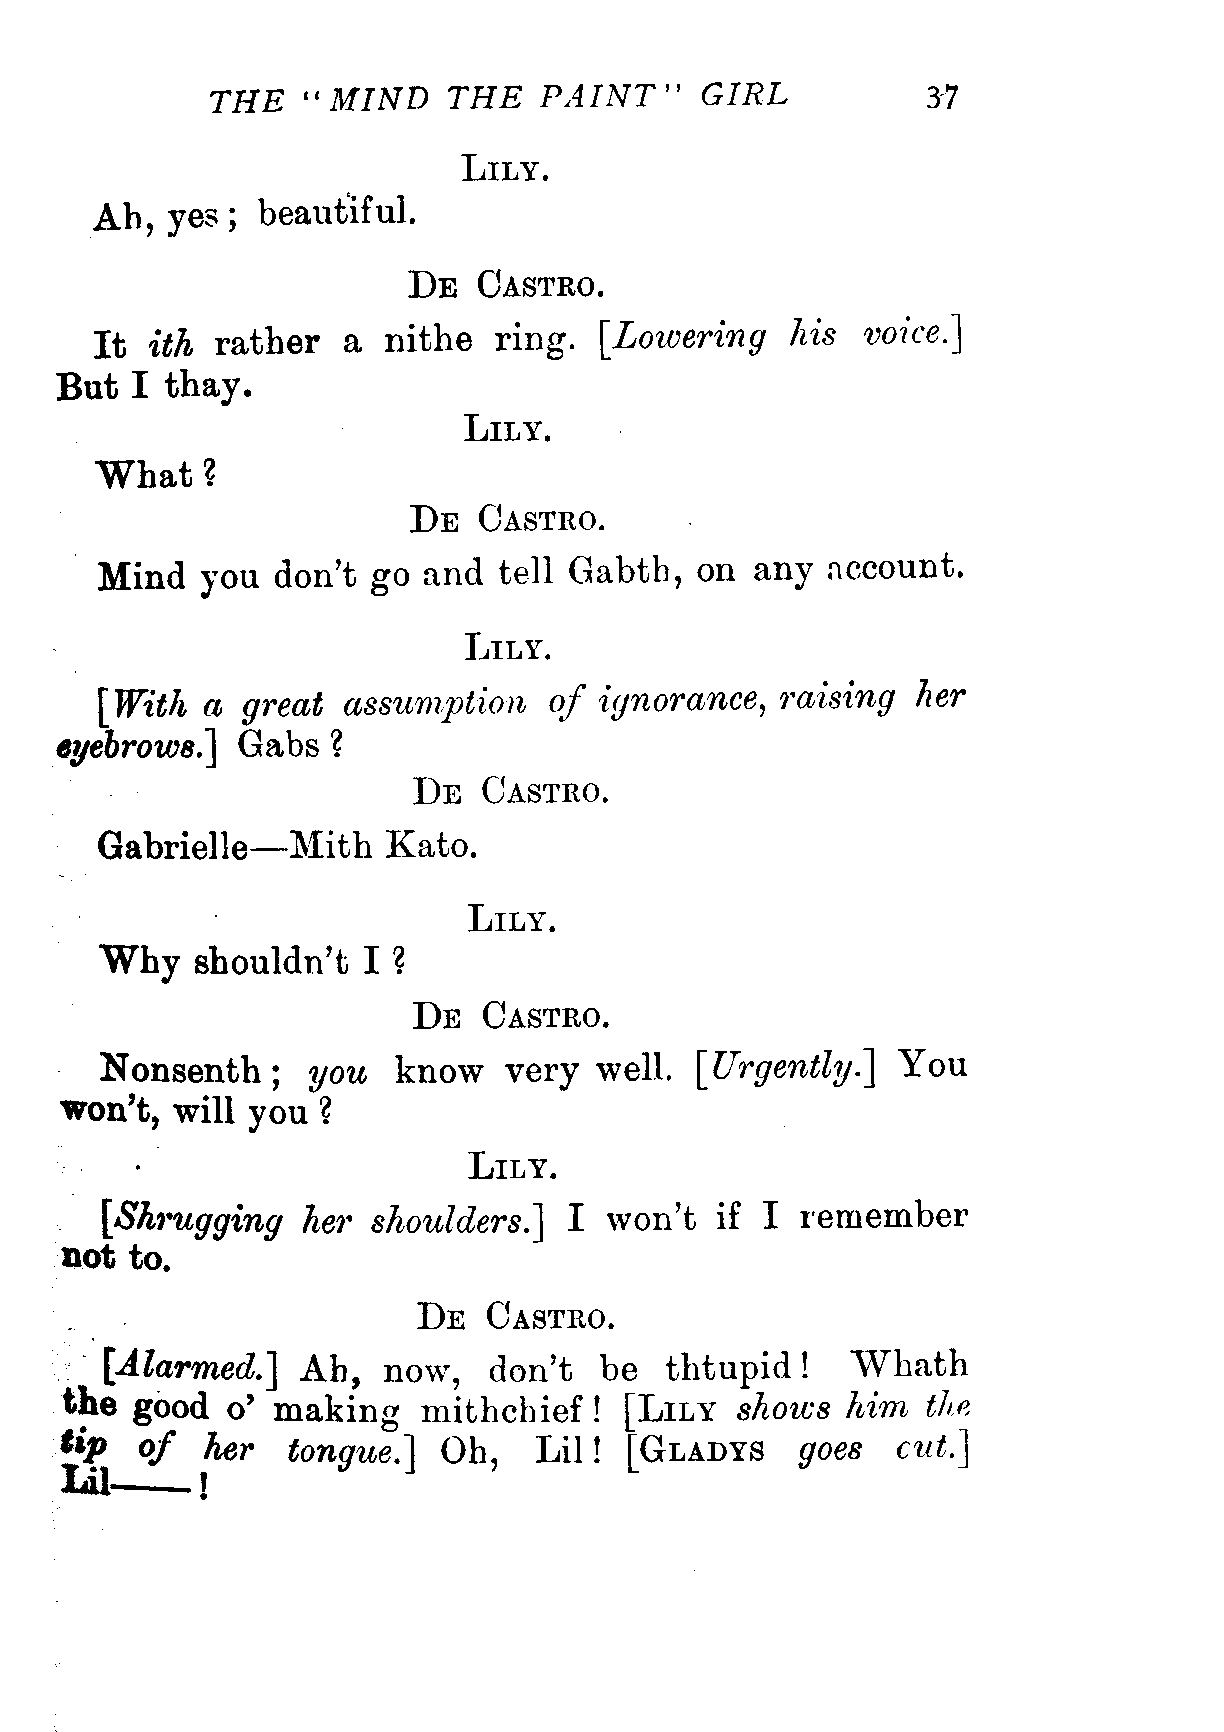 THE "MIND THE PAINT" GIRL 37
LILY.
Ah, yes; beautiful.
DE CASTRO.
It ith rather a nithe ring. [Lowering his voice.]
But I thay.
LILY.
What?
DE CASTRO.
Mind you don't go and tell Gabth, on any account.
LILY.
[With a great assumption of ignorance, raising her
eyebrows.] Gabs?
DE CASTRO.
Gabrielle—Mith Kato.
LILY.
Why shouldn't I?
DE CASTRO.
Nonsenth; you know very well. [Urgently.] You
won't, will you?
LILY.
[Shrugging her shoulders.] I won't if I remember
not to.
DE CASTRO.
[Alarmed.] Ah, now, don't be thtupid! Whath
the good o' making mithchief! [LILY shows him the
tip of her tongue.] Oh, Lil! [GLADYS goes out.]
Lil——!